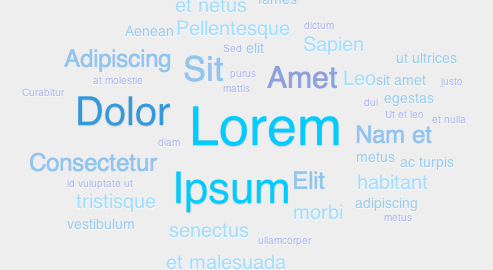 et netus fames
Aenean Pellentesque dictum
Sed elit Sapien
Adipiscing Sit purus Amet ut ultrices
at molestie mattis Leo sit amet justo
Curabitur dui egestas
Dolor Lorem Ut et leo et nulla
diam Nam et
Consectetur metus ac turpis
id vuluptate ut Ipsum Elit habitant
tristisque morbi adipiscing
vestibulum senectus metus
ullamcorper
et malesuada